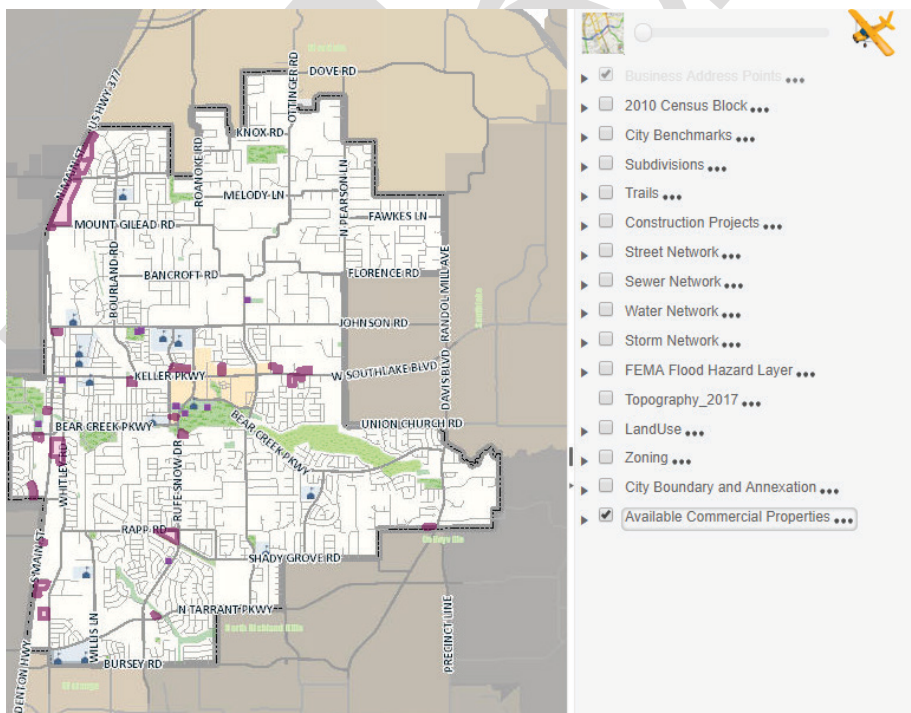 DOVE RD
US HWY 377
OTTINGER RD
KNOX RD
N MAIN ST
ROANOKE RD
MELODY LN
N PEARSON LN
FAWKES LN
MOUNT GILEAD RD
BOURLAND RD
BANCROFT RD
FLORENCE RD
DAVIS BLVD RANDOL MILL AVE
Southlake
JOHNSON RD
KELLER PKWY
W SOUTHLAKE BLVD
BEAR CREEK PKWY
BEAR CREEK PKWY
UNION CHURCH RD
WHITLEY RD
RUFE SNOW DR
RAPP RD
S MAIN ST
SHADY GROVE RD
N TARRANT PKWY
North Richland Hills
WILLIS LN
PRECINCT LINE
BURSEY RD
DENTON HWY
Business Address Points •••
2010 Census Block •••
City Benchmarks •••
Subdivisions •••
Trails •••
Construction Projects •••
Street Network •••
Sewer Network •••
Water Network •••
Storm Network •••
FEMA Flood Hazard Layer •••
Topography_2017 •••
LandUse •••
Zoning •••
City Boundary and Annexation •••
Available Commercial Properties •••